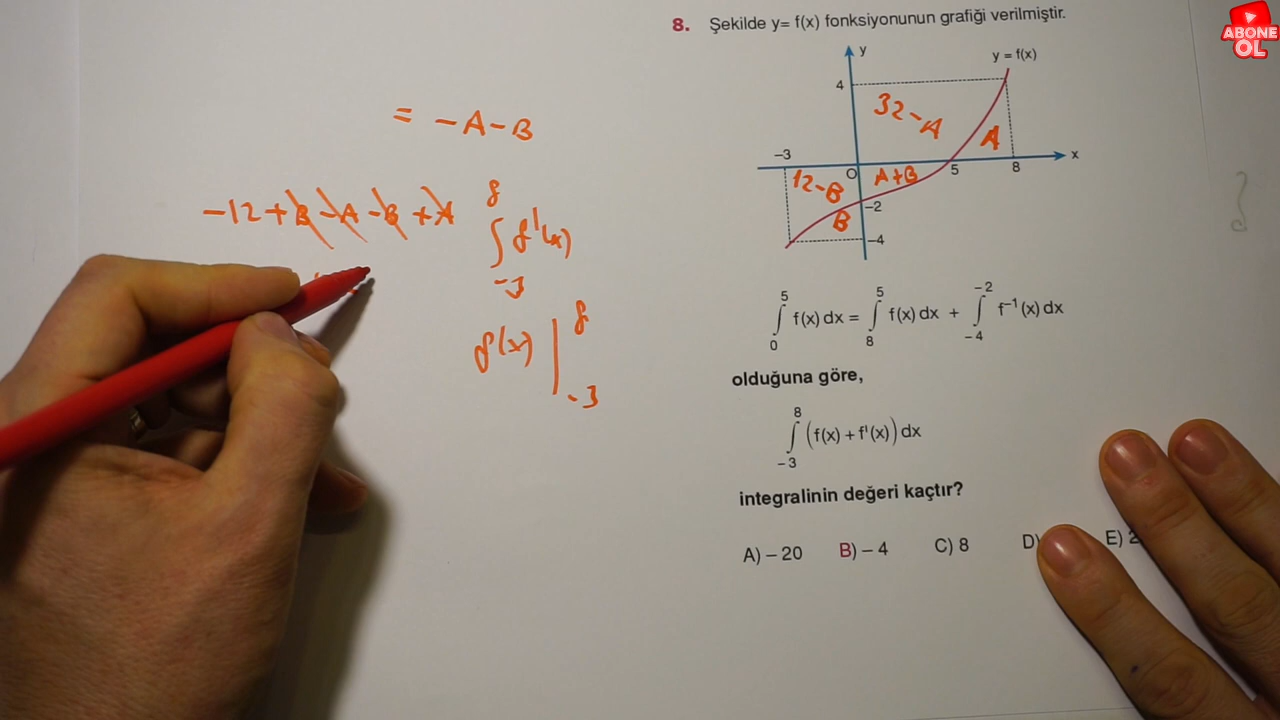 ABONE
OL
8. Şekilde y= f(x) fonksiyonunun grafiği verilmiştir.
y
y = f(x)
4
32-A
A
-3
x
O
5
8
12-B
A+B
B
-2
-4
= -A-B
-12+B-A-B+A
8
∫ f'(x)
-3
f(x) | 8
-3
5 5 -2
∫ f(x) dx = ∫ f(x) dx + ∫ f⁻¹(x) dx
0 8 -4
olduğuna göre,
8
∫ (f(x) + f'(x)) dx
-3
integralinin değeri kaçtır?
A) – 20 B) – 4 C) 8 D) E)